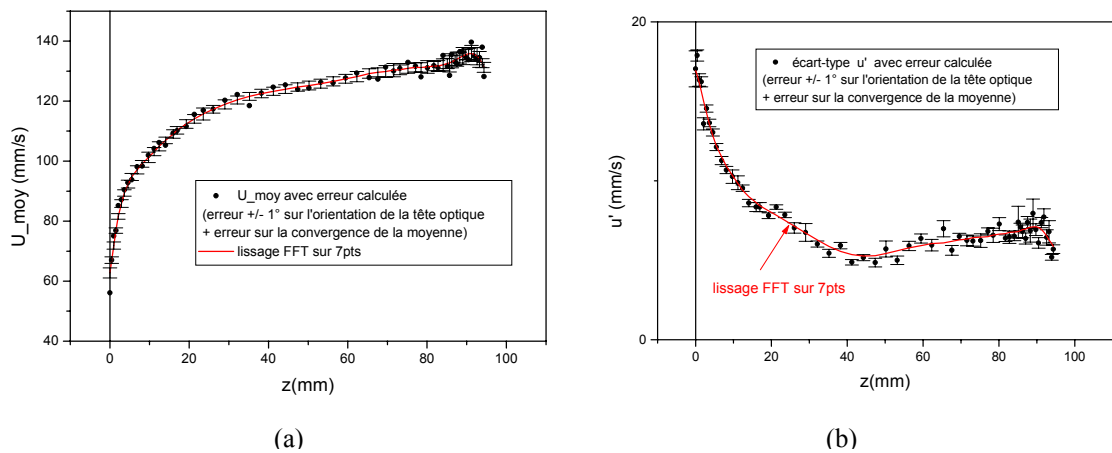 140
120
100
80
60
40
U_moy (mm/s)
U_moy avec erreur calculée
(erreur +/- 1° sur l'orientation de la tête optique
+ erreur sur la convergence de la moyenne)
lissage FFT sur 7pts
0 20 40 60 80 100
z(mm)
(a)
20
10
0
u' (mm/s)
écart-type u' avec erreur calculée
(erreur +/- 1° sur l'orientation de la tête optique
+ erreur sur la convergence de la moyenne)
lissage FFT sur 7pts
0 20 40 60 80 100
z(mm)
(b)